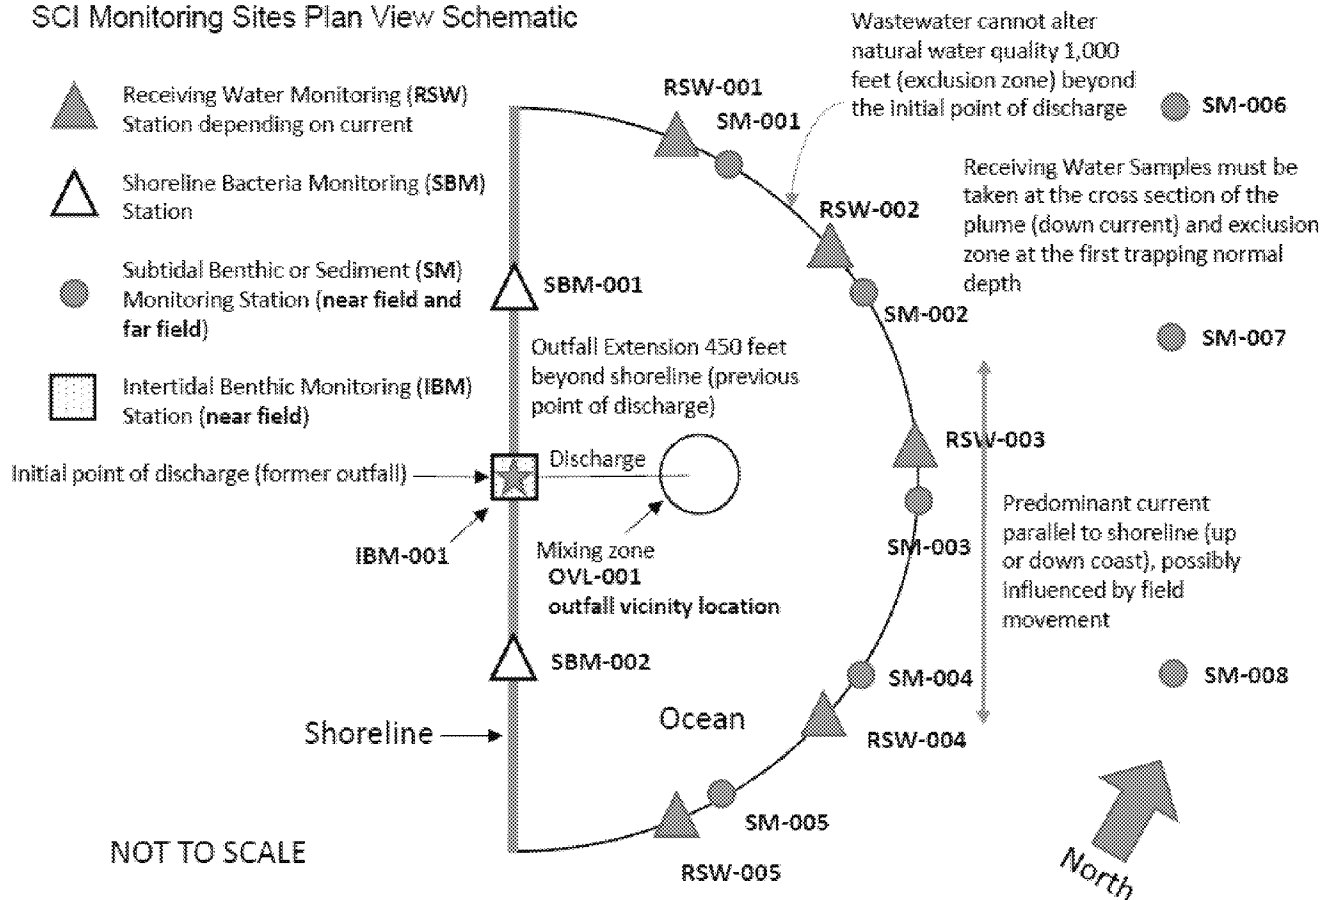 SCI Monitoring Sites Plan View Schematic
Receiving Water Monitoring (RSW)
Station depending on current
Shoreline Bacteria Monitoring (SBM)
Station
Subtidal Benthic or Sediment (SM)
Monitoring Station (near field and
far field)
Intertidal Benthic Monitoring (IBM)
Station (near field)
Initial point of discharge (former outfall)
IBM-001
Shoreline
NOT TO SCALE
RSW-001
SM-001
Wastewater cannot alter
natural water quality 1,000
feet (exclusion zone) beyond
the initial point of discharge
SM-006
Receiving Water Samples must be
taken at the cross section of the
plume (down current) and exclusion
zone at the first trapping normal
depth
RSW-002
SBM-001
SM-002
SM-007
Outfall Extension 450 feet
beyond shoreline (previous
point of discharge)
RSW-003
Discharge
Mixing zone
OVL-001
outfall vicinity location
SM-003
Predominant current
parallel to shoreline (up
or down coast), possibly
influenced by field
movement
SBM-002
SM-004
SM-008
Ocean
RSW-004
SM-005
RSW-005
North